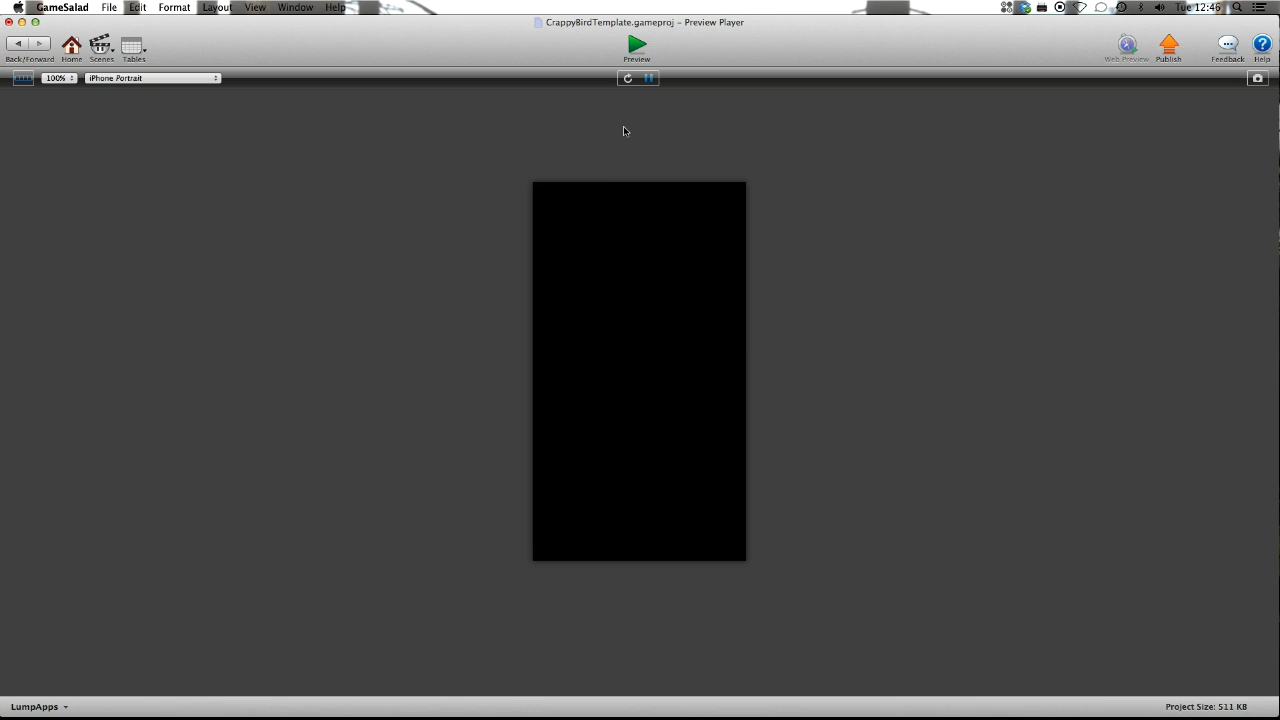 GameSalad File Edit Format Layout View Window Help Tue 12:46
CrappyBirdTemplate.gameproj – Preview Player
Back/Forward Home Scenes Tables Preview Web Preview Publish Feedback Help
100% iPhone Portrait
LumpApps Project Size: 511 KB